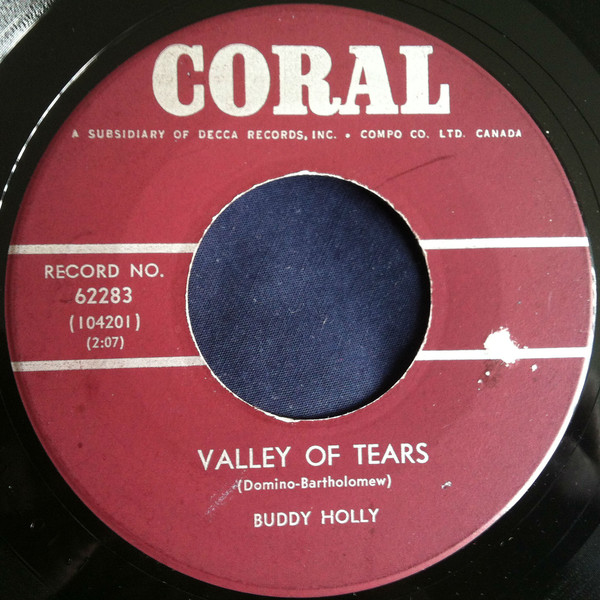 CORAL
A SUBSIDIARY OF DECCA RECORDS, INC. • COMPO CO. LTD. CANADA
RECORD NO.
62283
(104201)
(2:07)
VALLEY OF TEARS
(Domino-Bartholomew)
BUDDY HOLLY